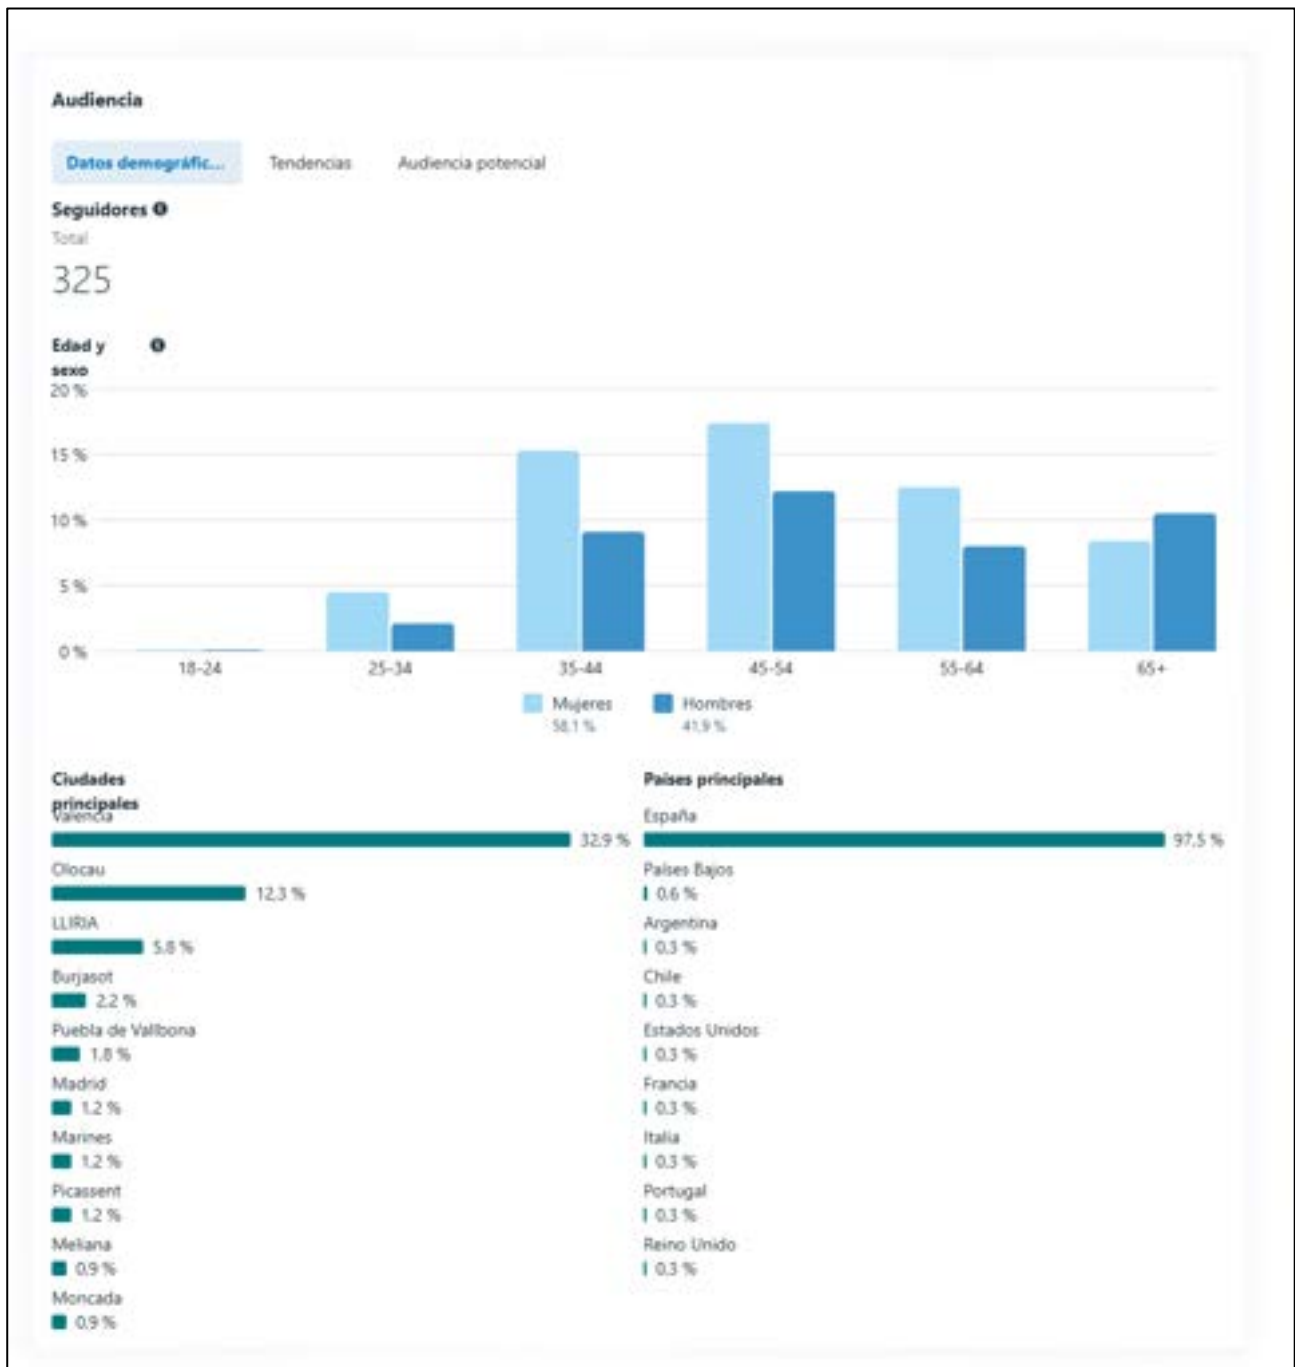 Audiencia
Datos demográfic... Tendencias Audiencia potencial
Seguidores
Total
325
Edad y
sexo
20 %
15 %
10 %
5 %
0 %
18-24 25-34 35-44 45-54 55-64 65+
Mujeres Hombres
58,1 % 41,9 %
Ciudades
principales
Valencia
32,9 %
Olocau
12,3 %
LLIRIA
5,8 %
Burjasot
2,2 %
Puebla de Vallbona
1,8 %
Madrid
1,2 %
Marines
1,2 %
Picassent
1,2 %
Meliana
0,9 %
Moncada
0,9 %
Países principales
España
97,5 %
Países Bajos
0,6 %
Argentina
0,3 %
Chile
0,3 %
Estados Unidos
0,3 %
Francia
0,3 %
Italia
0,3 %
Portugal
0,3 %
Reino Unido
0,3 %